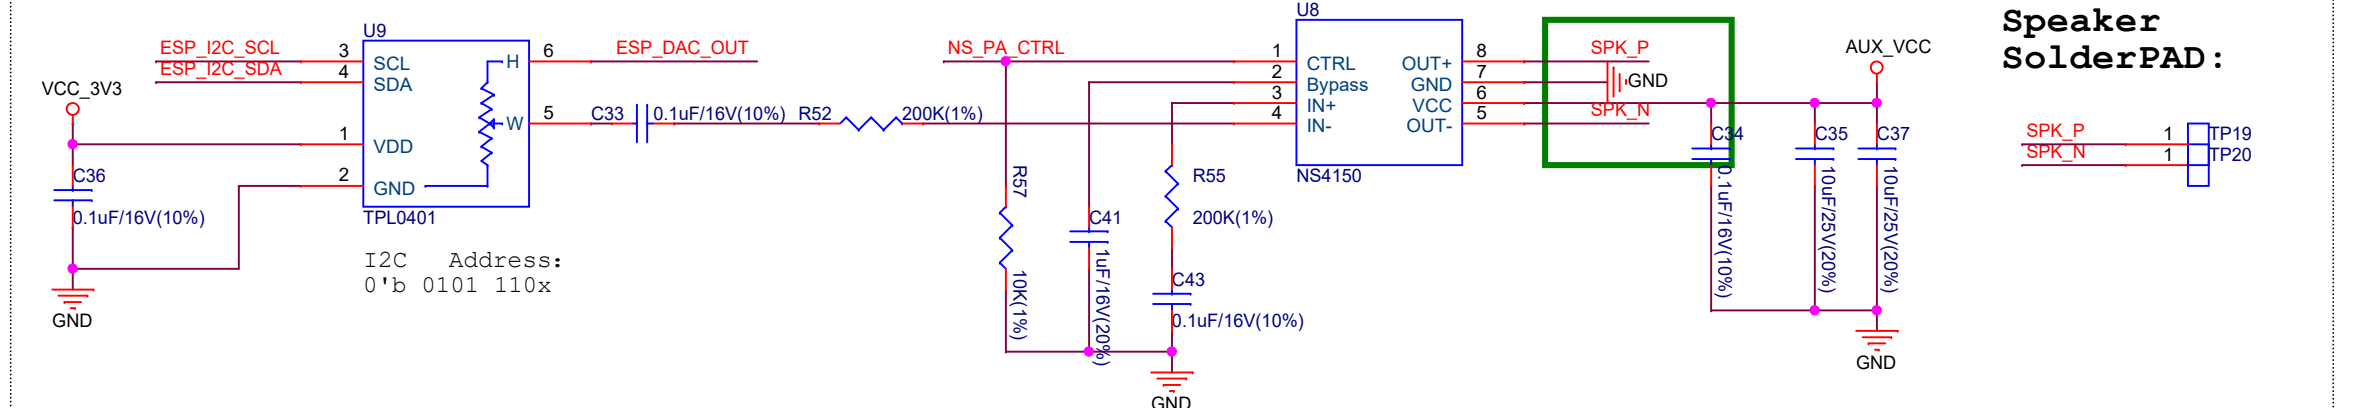 U9
ESP_I2C_SCL
3
SCL
ESP_I2C_SDA
4
SDA
VCC_3V3
1
VDD
2
GND
H
6
ESP_DAC_OUT
W
5
TPL0401
C36
0.1uF/16V(10%)
GND
I2C Address:
0'b 0101 110x
C33
0.1uF/16V(10%)
R52
200K(1%)
NS_PA_CTRL
R57
10K(1%)
C41
1uF/16V(20%)
R55
200K(1%)
C43
0.1uF/16V(10%)
GND
U8
1
CTRL
2
Bypass
3
IN+
4
IN-
OUT+
8
GND
7
VCC
6
OUT-
5
NS4150
SPK_P
GND
SPK_N
AUX_VCC
C34
0.1uF/16V(10%)
C35
10uF/25V(20%)
C37
10uF/25V(20%)
GND
Speaker
SolderPAD:
SPK_P
1
TP19
SPK_N
1
TP20